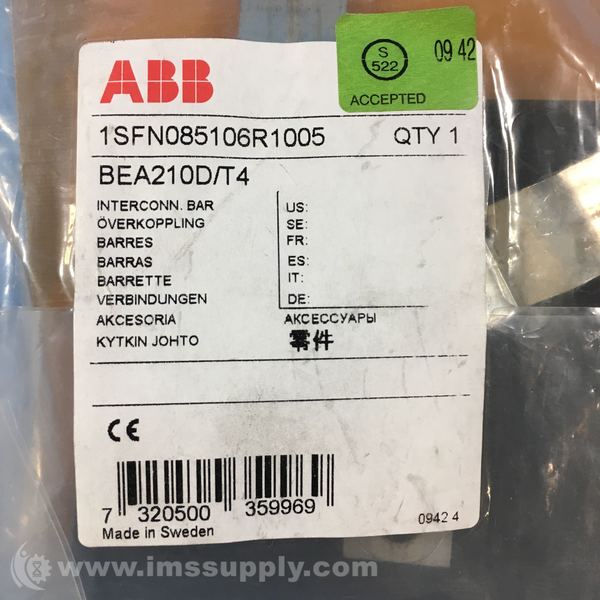 ABB
S
522
09 42
ACCEPTED
1SFN085106R1005 QTY 1
BEA210D/T4
INTERCONN. BAR US:
ÖVERKOPPLING SE:
BARRES FR:
BARRAS ES:
BARRETTE IT:
VERBINDUNGEN DE:
AKCESORIA АКСЕССУАРЫ
KYTKIN JOHTO 零件
CE
7 320500 359969
Made in Sweden
0942 4
www.imssupply.com